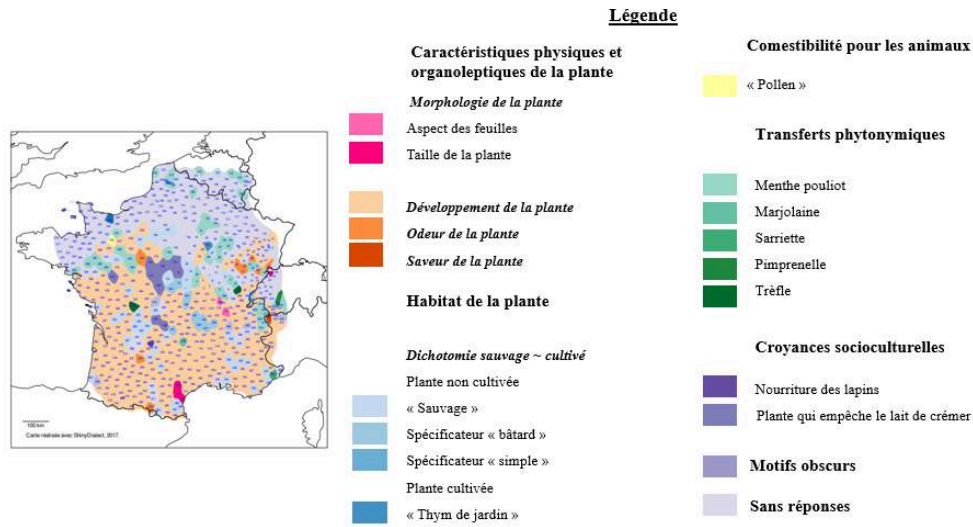 Légende
Caractéristiques physiques et
organoleptiques de la plante
Morphologie de la plante
Aspect des feuilles
Taille de la plante
Développement de la plante
Odeur de la plante
Saveur de la plante
Habitat de la plante
Dichotomie sauvage ~ cultivé
Plante non cultivée
« Sauvage »
Spécificateur « bâtard »
Spécificateur « simple »
Plante cultivée
« Thym de jardin »
Comestibilité pour les animaux
« Pollen »
Transferts phytonymiques
Menthe pouliot
Marjolaine
Sarriette
Pimprenelle
Trèfle
Croyances socioculturelles
Nourriture des lapins
Plante qui empêche le lait de crémer
Motifs obscurs
Sans réponses
100 km
Carte réalisée avec ShinyDialect, 2017.